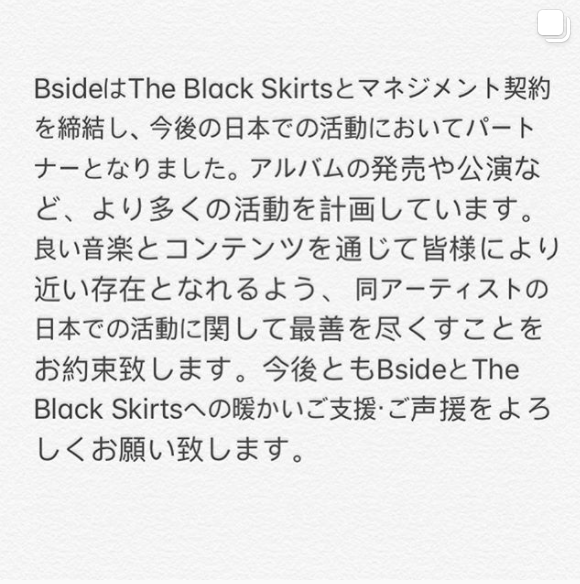 BsideはThe Black Skirtsとマネジメント契約
を締結し、今後の日本での活動においてパート
ナーとなりました。アルバムの発売や公演な
ど、より多くの活動を計画しています。
良い音楽とコンテンツを通じて皆様により
近い存在となれるよう、 同アーティストの
日本での活動に関して最善を尽くすことを
お約束致します。今後ともBsideとThe
Black Skirtsへの暖かいご支援·ご声援をよろ
しくお願い致します。